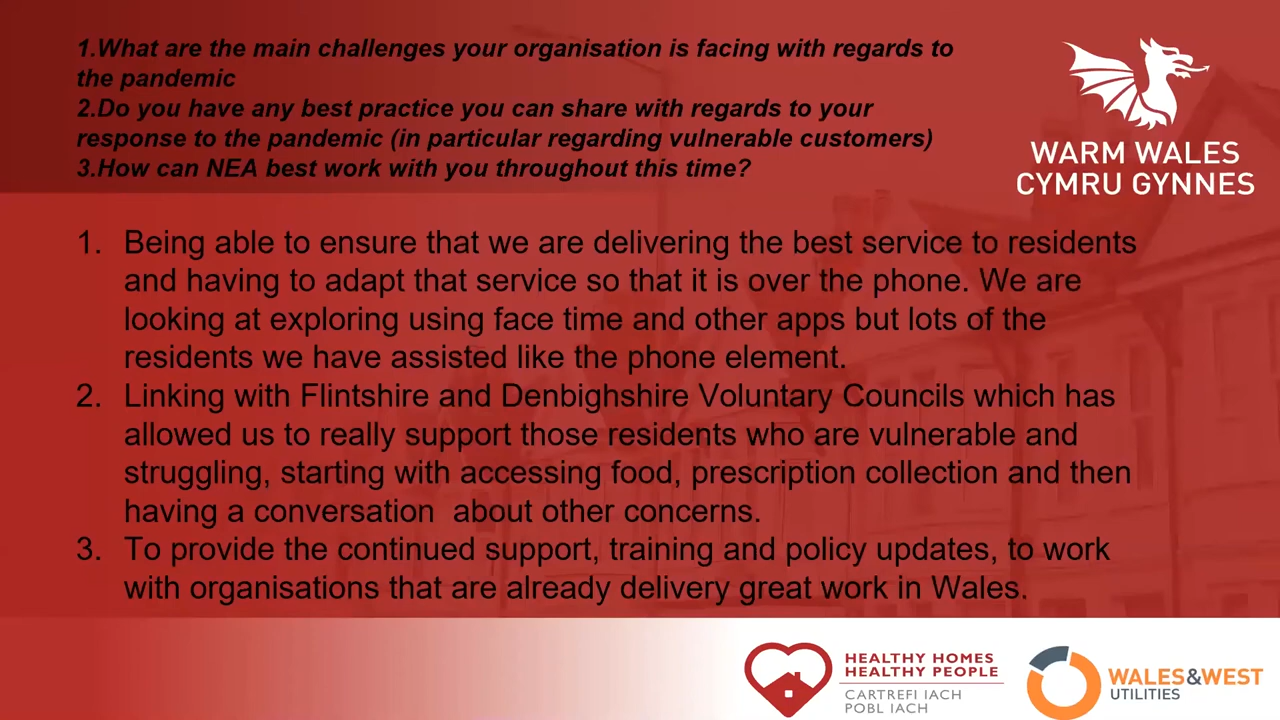 1.What are the main challenges your organisation is facing with regards to
the pandemic
2.Do you have any best practice you can share with regards to your
response to the pandemic (in particular regarding vulnerable customers)
3.How can NEA best work with you throughout this time?
WARM WALES
CYMRU GYNNES
1. Being able to ensure that we are delivering the best service to residents
and having to adapt that service so that it is over the phone. We are
looking at exploring using face time and other apps but lots of the
residents we have assisted like the phone element.
2. Linking with Flintshire and Denbighshire Voluntary Councils which has
allowed us to really support those residents who are vulnerable and
struggling, starting with accessing food, prescription collection and then
having a conversation  about other concerns.
3. To provide the continued support, training and policy updates, to work
with organisations that are already delivery great work in Wales.
HEALTHY HOMES
HEALTHY PEOPLE
CARTREFI IACH
POBL IACH
WALES&WEST
UTILITIES